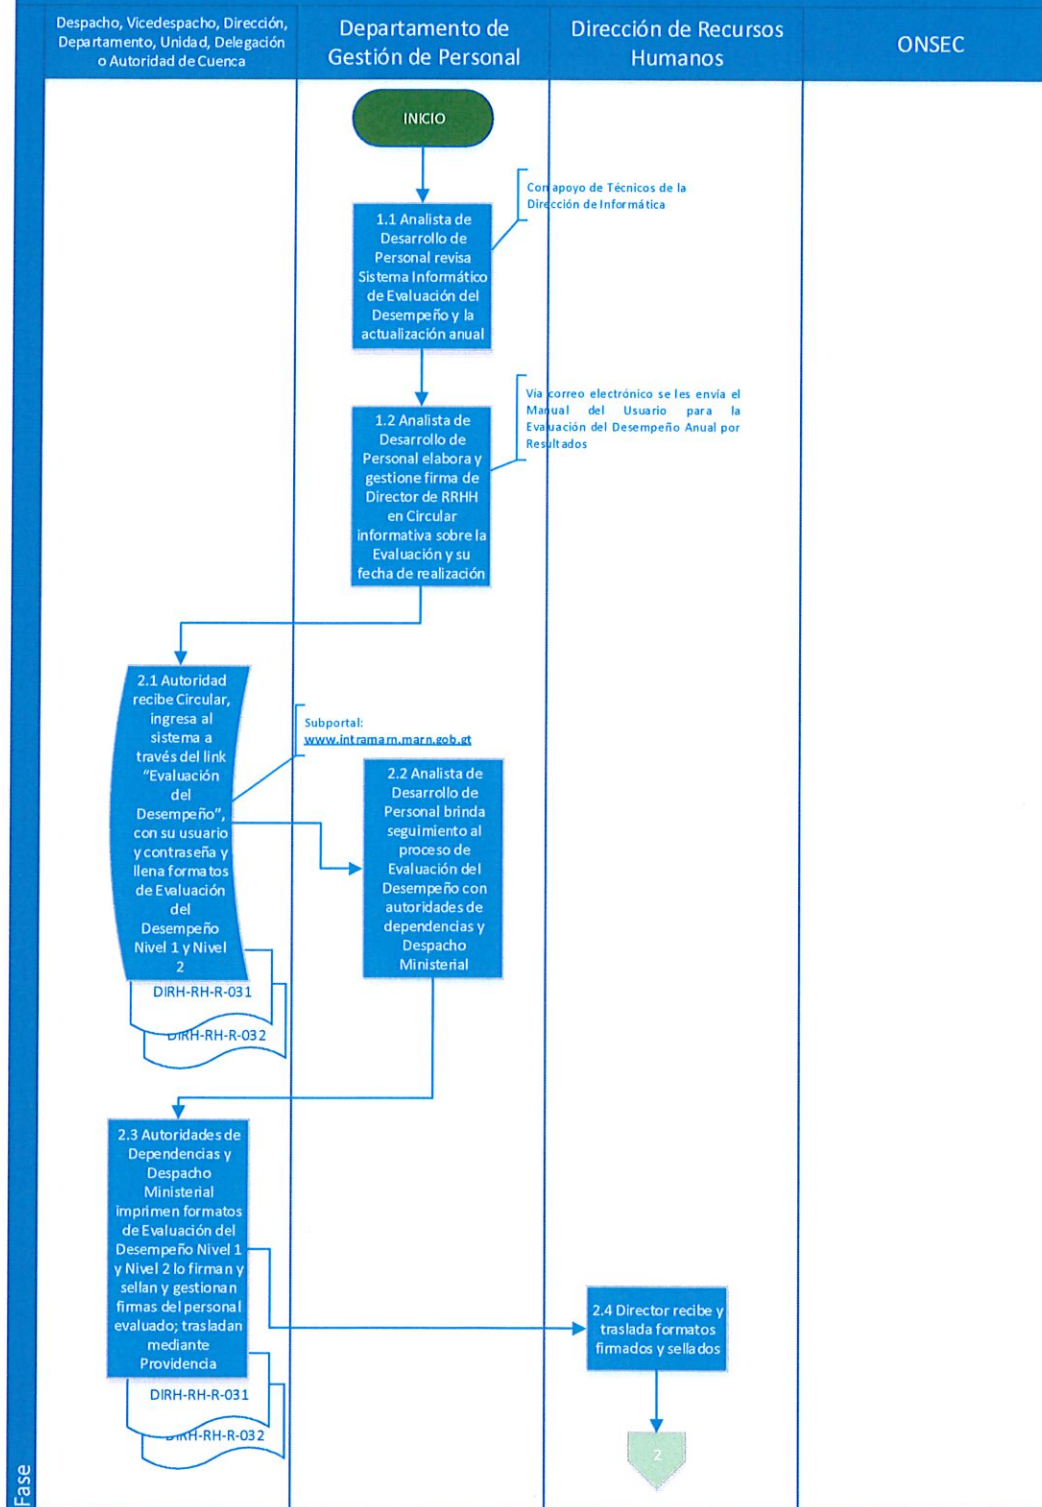 Despacho, Vicedespacho, Dirección,
Departamento, Unidad, Delegación
o Autoridad de Cuenca
Departamento de
Gestión de Personal
Dirección de Recursos
Humanos
ONSEC
INICIO
Con apoyo de Técnicos de la
Dirección de Informática
1.1 Analista de
Desarrollo de
Personal revisa
Sistema Informático
de Evaluación del
Desempeño y la
actualización anual
Vía correo electrónico se les envía el
Manual del Usuario para la
Evaluación del Desempeño Anual por
Resultados
1.2 Analista de
Desarrollo de
Personal elabora y
gestione firma de
Director de RRHH
en Circular
informativa sobre la
Evaluación y su
fecha de realización
2.1 Autoridad
recibe Circular,
ingresa al
sistema a
través del link
"Evaluación
del
Desempeño",
con su usuario
y contraseña y
llena formatos
de Evaluación
del
Desempeño
Nivel 1 y Nivel
2
DIRH-RH-R-031
DIRH-RH-R-032
Subportal:
www.intramarn.marn.gob.gt
2.2 Analista de
Desarrollo de
Personal brinda
seguimiento al
proceso de
Evaluación del
Desempeño con
autoridades de
dependencias y
Despacho
Ministerial
2.3 Autoridades de
Dependencias y
Despacho
Ministerial
imprimen formatos
de Evaluación del
Desempeño Nivel 1
y Nivel 2 lo firman y
sellan y gestionan
firmas del personal
evaluado; trasladan
mediante
Providencia
DIRH-RH-R-031
DIRH-RH-R-032
2.4 Director recibe y
traslada formatos
firmados y sellados
2
Fase